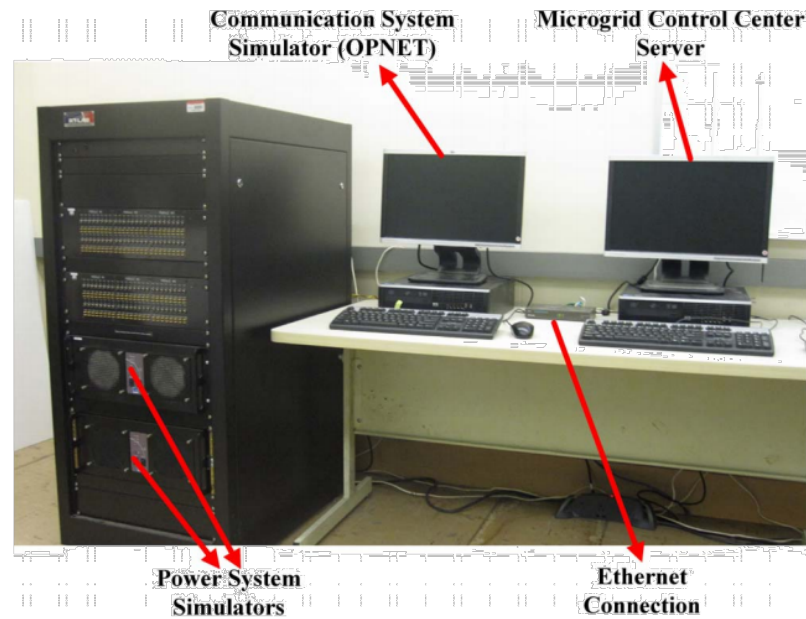 Communication System
Simulator (OPNET)
Microgrid Control Center
Server
Power System
Simulators
Ethernet
Connection